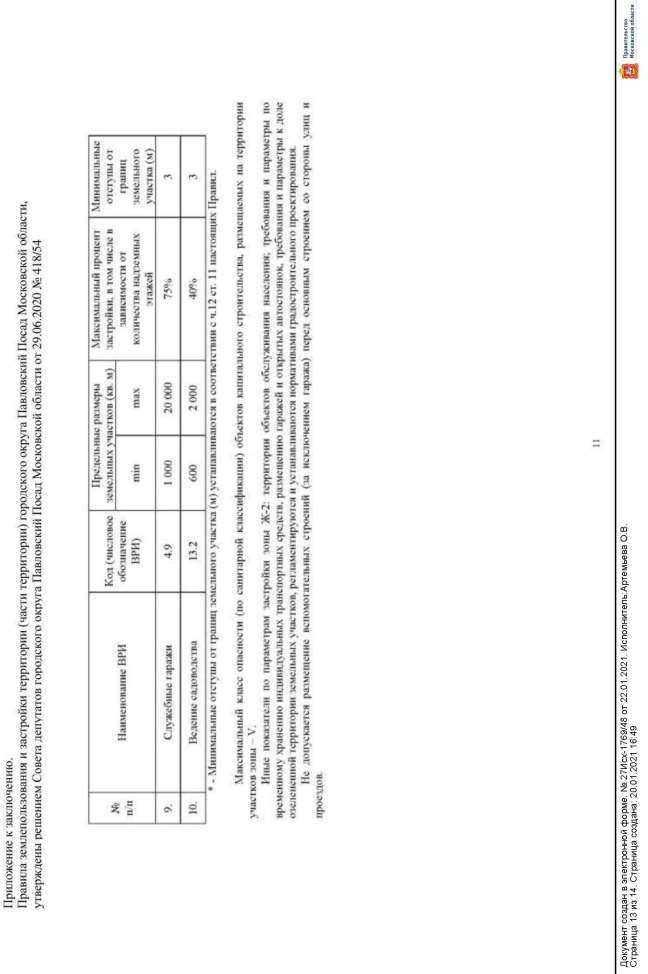 Приложение к заключению.
Правила землепользования и застройки территории (части территории) городского округа Павловский Посад Московской области,
утверждены решением Совета депутатов городского округа Павловский Посад Московской области от 29.06.2020 № 418/54
№ п/п
Наименование ВРИ
Код (числовое обозначение ВРИ)
Предельные размеры земельных участков (кв. м)
min
max
Максимальный процент застройки, в том числе в зависимости от количества надземных этажей
Минимальные отступы от границ земельного участка (м)
9. Служебные гаражи 4.9 1 000 20 000 75% 3
10. Ведение садоводства 13.2 600 2 000 40% 3
* - Минимальные отступы от границ земельного участка (м) устанавливаются в соответствии с ч.12 ст. 11 настоящих Правил.
Максимальный класс опасности (по санитарной классификации) объектов капитального строительства, размещаемых на территории
участков зоны – V.
Иные показатели по параметрам застройки зоны Ж-2: территории объектов обслуживания населения; требования и параметры по
временному хранению индивидуальных транспортных средств, размещению гаражей и открытых автостоянок, требования и параметры к доле
озелененной территории земельных участков, регламентируются и устанавливаются нормативами градостроительного проектирования.
Не допускается размещение вспомогательных строений (за исключением гаража) перед основным строением со стороны улиц и
проездов.
11
Документ создан в электронной форме. № 27Исх-1769/48 от 22.01.2021. Исполнитель:Артемьева О.В.
Страница 13 из 14. Страница создана: 20.01.2021 16:49
Правительство
Московской области